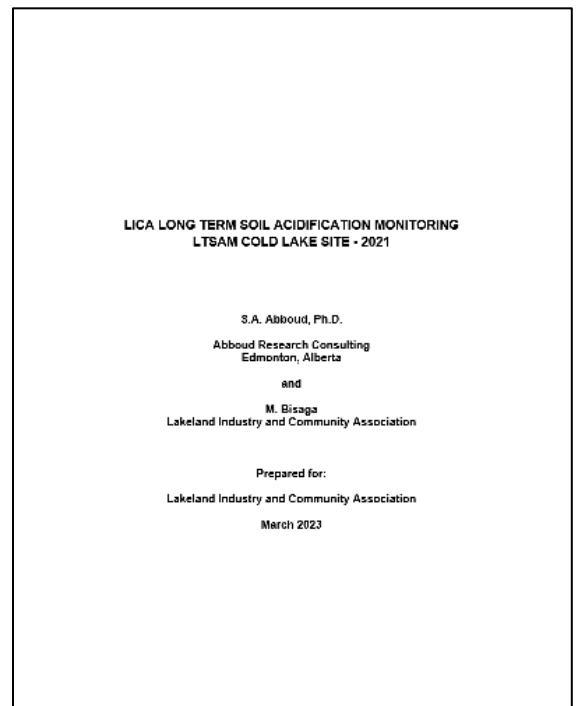 LICA LONG TERM SOIL ACIDIFICATION MONITORING
LTSAM COLD LAKE SITE - 2021
S.A. Abboud, Ph.D.
Abboud Research Consulting
Edmonton, Alberta
and
M. Bisaga
Lakeland Industry and Community Association
Prepared for:
Lakeland Industry and Community Association
March 2023